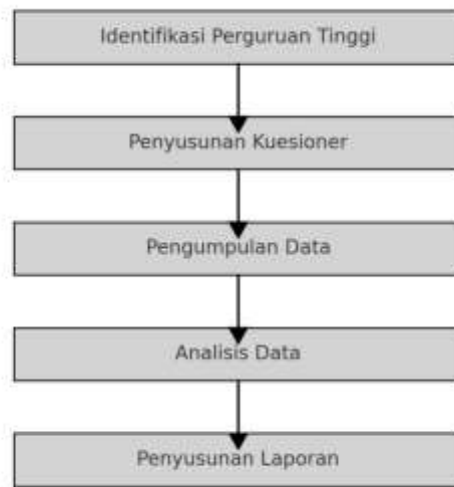 Identifikasi Perguruan Tinggi
Penyusunan Kuesioner
Pengumpulan Data
Analisis Data
Penyusunan Laporan